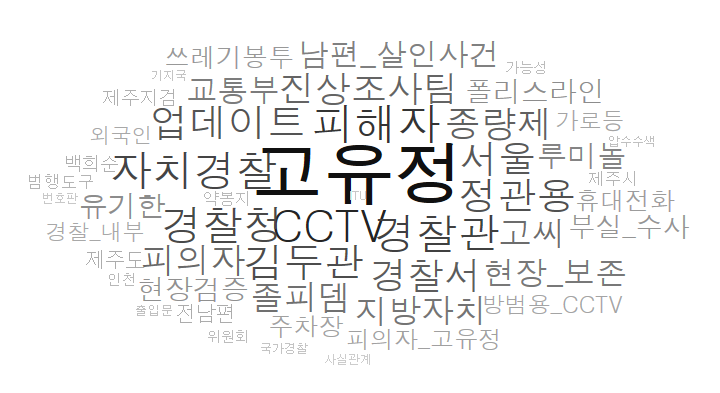 쓰레기봉투 남편_살인사건
기지국 가능성
제주지검 교통부 진상조사팀 폴리스라인
업데이트 피해자 종량제 가로등
외국인 압수수색
백희순 자치경찰 고유정 서울 루미놀
범행도구 제주시
번호판 유기한 약봉지 TU 정관용 휴대전화
경찰_내부 경찰청 CCTV 경찰관 고씨 부실_수사
제주도 피의자 김두관 경찰서 현장_보존
인천 현장검증 졸피뎀 지방자치 방범용_CCTV
출입문 전남편
주차장 피의자_고유정
위원회
국가경찰
사실관계